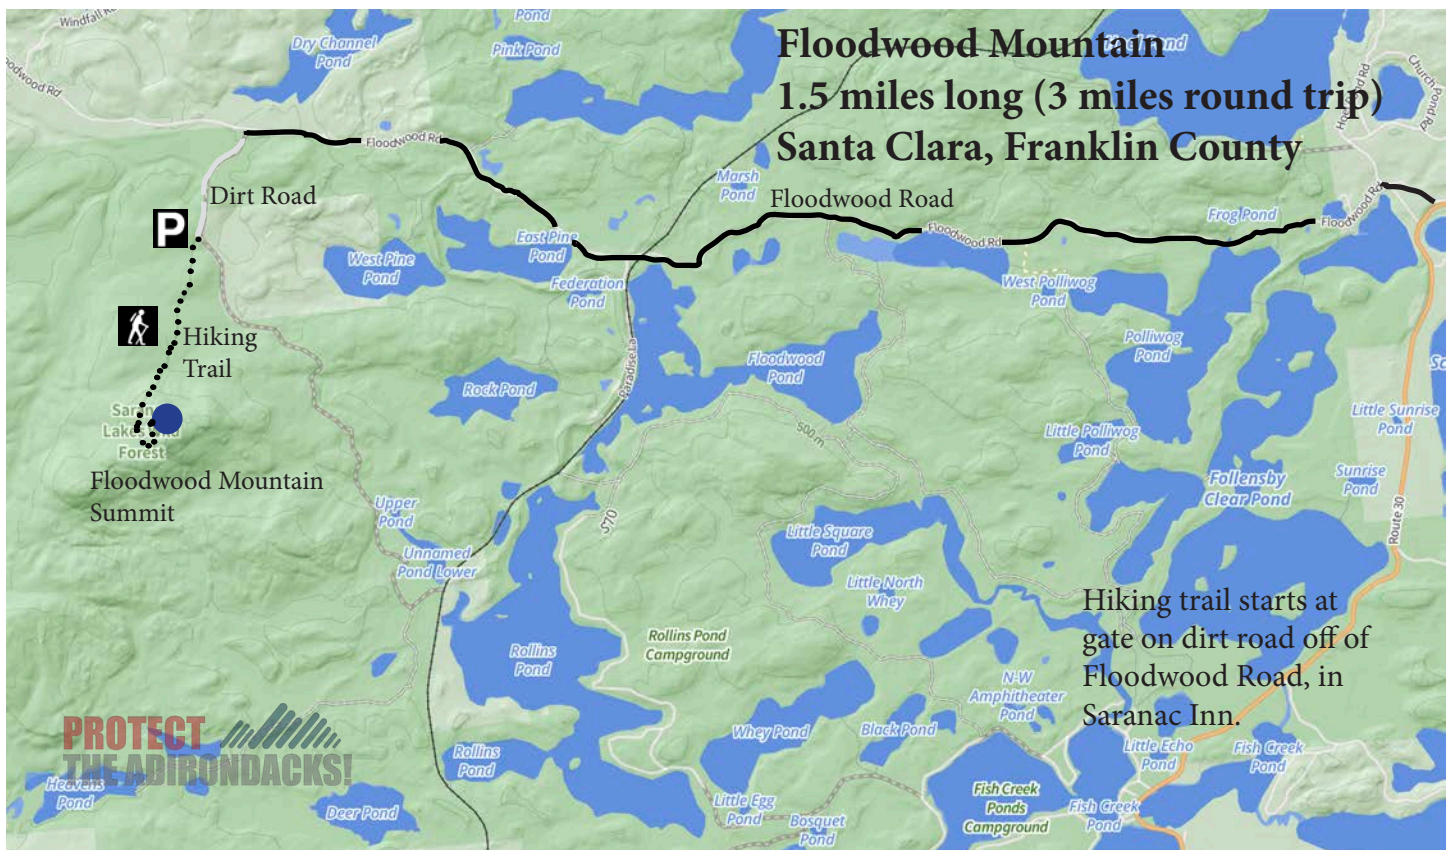 Windfall Rd
Dry Channel
Pond
Pond
Pink Pond
Floodwood Mountain
1.5 miles long (3 miles round trip)
Santa Clara, Franklin County
Church Pond Rd
Floodwood Rd
Dirt Road
P
Marsh
Pond
Floodwood Road
Frog Pond
Floodwood Rd
Floodwood Rd
East Pine
Pond
West Pine
Pond
Federation
Pond
West Polliwog
Pond
Hiking
Trail
Paradise La
Floodwood
Pond
Polliwog
Pond
Rock Pond
Little Sunrise
Pond
Lakes
Forest
500 m
Little Polliwog
Pond
Floodwood Mountain
Summit
Follensby
Clear Pond
Sunrise
Pond
Upper
Pond
570
Route 30
Little Square
Pond
Unnamed
Pond Lower
Little North
Whey
Hiking trail starts at
gate on dirt road off of
Floodwood Road, in
Saranac Inn.
Rollins Pond
Campground
Rollins
Pond
N-W
Amphitheater
Pond
PROTECT
THE ADIRONDACKS!
Whey Pond
Black Pond
Rollins
Pond
Little Echo
Pond
Fish Creek
Pond
Heavens
Pond
Deer Pond
Little Egg
Pond
Bosquet
Pond
Fish Creek
Ponds
Campground
Fish Creek
Pond